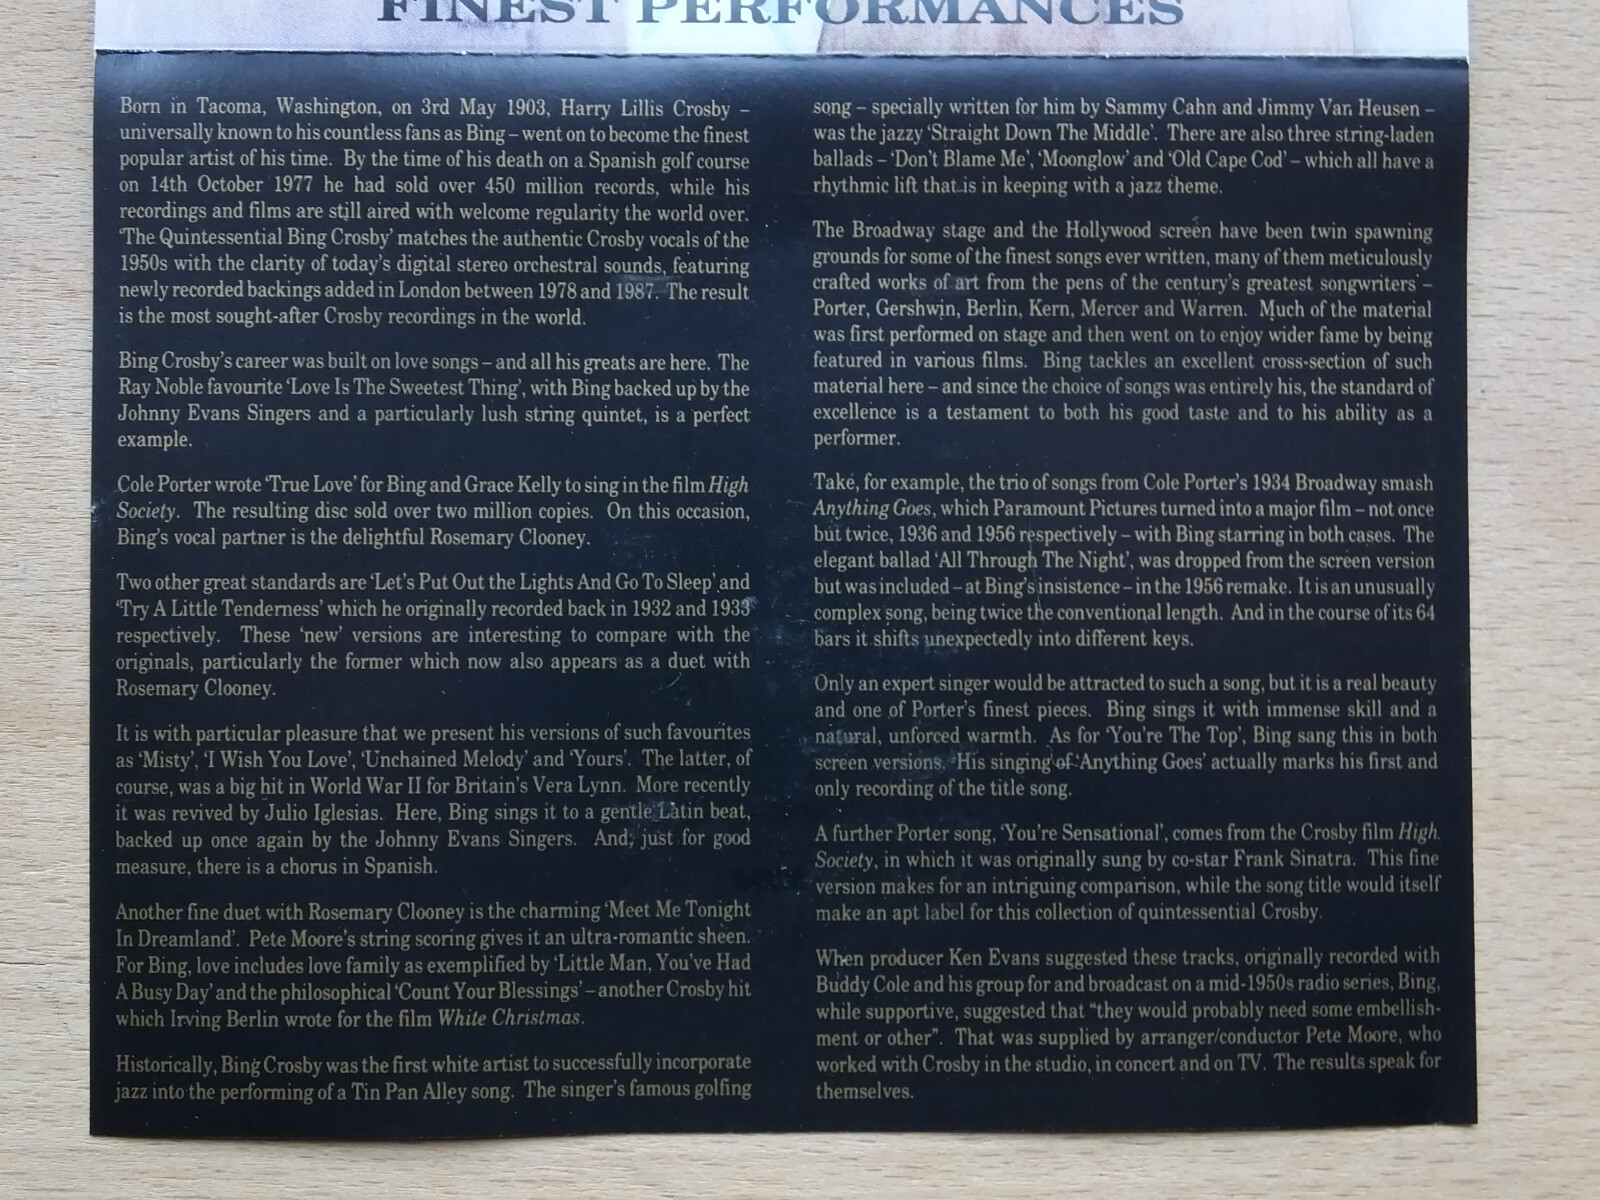 FINEST PERFORMANCES
Born in Tacoma, Washington, on 3rd May 1903, Harry Lillis Crosby –
universally known to his countless fans as Bing – went on to become the finest
popular artist of his time. By the time of his death on a Spanish golf course
on 14th October 1977 he had sold over 450 million records, while his
recordings and films are still aired with welcome regularity the world over.
'The Quintessential Bing Crosby' matches the authentic Crosby vocals of the
1950s with the clarity of today's digital stereo orchestral sounds, featuring
newly recorded backings added in London between 1978 and 1987. The result
is the most sought-after Crosby recordings in the world.
Bing Crosby's career was built on love songs – and all his greats are here. The
Ray Noble favourite 'Love Is The Sweetest Thing', with Bing backed up by the
Johnny Evans Singers and a particularly lush string quintet, is a perfect
example.
Cole Porter wrote 'True Love' for Bing and Grace Kelly to sing in the film High
Society. The resulting disc sold over two million copies. On this occasion,
Bing's vocal partner is the delightful Rosemary Clooney.
Two other great standards are 'Let's Put Out the Lights And Go To Sleep' and
'Try A Little Tenderness' which he originally recorded back in 1932 and 1933
respectively. These 'new' versions are interesting to compare with the
originals, particularly the former which now also appears as a duet with
Rosemary Clooney.
It is with particular pleasure that we present his versions of such favourites
as 'Misty', 'I Wish You Love', 'Unchained Melody' and 'Yours'. The latter, of
course, was a big hit in World War II for Britain's Vera Lynn. More recently
it was revived by Julio Iglesias. Here, Bing sings it to a gentle Latin beat,
backed up once again by the Johnny Evans Singers. And, just for good
measure, there is a chorus in Spanish.
Another fine duet with Rosemary Clooney is the charming 'Meet Me Tonight
In Dreamland'. Pete Moore's string scoring gives it an ultra-romantic sheen.
For Bing, love includes love family as exemplified by 'Little Man, You've Had
A Busy Day' and the philosophical 'Count Your Blessings' – another Crosby hit
which Irving Berlin wrote for the film White Christmas.
Historically, Bing Crosby was the first white artist to successfully incorporate
jazz into the performing of a Tin Pan Alley song. The singer's famous golfing
song – specially written for him by Sammy Cahn and Jimmy Van Heusen –
was the jazzy 'Straight Down The Middle'. There are also three string-laden
ballads – 'Don't Blame Me', 'Moonglow' and 'Old Cape Cod' – which all have a
rhythmic lift that is in keeping with a jazz theme.
The Broadway stage and the Hollywood screen have been twin spawning
grounds for some of the finest songs ever written, many of them meticulously
crafted works of art from the pens of the century's greatest songwriters –
Porter, Gershwin, Berlin, Kern, Mercer and Warren. Much of the material
was first performed on stage and then went on to enjoy wider fame by being
featured in various films. Bing tackles an excellent cross-section of such
material here – and since the choice of songs was entirely his, the standard of
excellence is a testament to both his good taste and to his ability as a
performer.
Take, for example, the trio of songs from Cole Porter's 1934 Broadway smash
Anything Goes, which Paramount Pictures turned into a major film – not once
but twice, 1936 and 1956 respectively – with Bing starring in both cases. The
elegant ballad 'All Through The Night', was dropped from the screen version
but was included – at Bing's insistence – in the 1956 remake. It is an unusually
complex song, being twice the conventional length. And in the course of its 64
bars it shifts unexpectedly into different keys.
Only an expert singer would be attracted to such a song, but it is a real beauty
and one of Porter's finest pieces. Bing sings it with immense skill and a
natural, unforced warmth. As for 'You're The Top', Bing sang this in both
screen versions. His singing of 'Anything Goes' actually marks his first and
only recording of the title song.
A further Porter song, 'You're Sensational', comes from the Crosby film High
Society, in which it was originally sung by co-star Frank Sinatra. This fine
version makes for an intriguing comparison, while the song title would itself
make an apt label for this collection of quintessential Crosby.
When producer Ken Evans suggested these tracks, originally recorded with
Buddy Cole and his group for and broadcast on a mid-1950s radio series, Bing,
while supportive, suggested that "they would probably need some embellish-
ment or other". That was supplied by arranger/conductor Pete Moore, who
worked with Crosby in the studio, in concert and on TV. The results speak for
themselves.